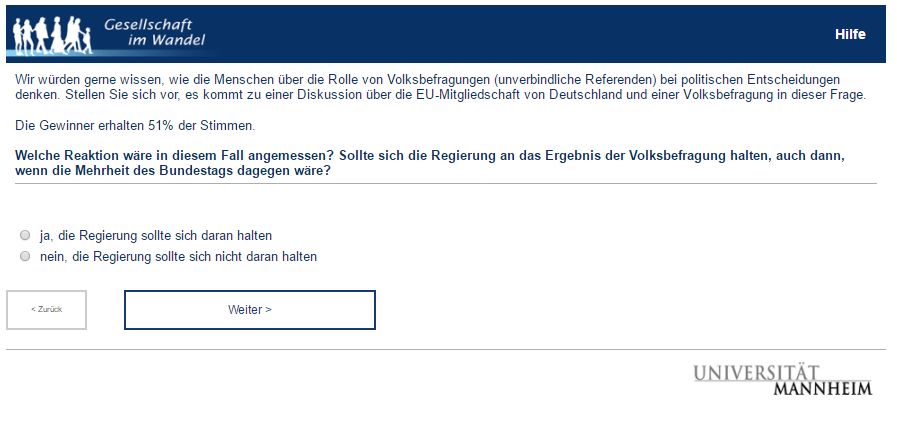 Gesellschaft
im Wandel
Hilfe
Wir würden gerne wissen, wie die Menschen über die Rolle von Volksbefragungen (unverbindliche Referenden) bei politischen Entscheidungen
denken. Stellen Sie sich vor, es kommt zu einer Diskussion über die EU-Mitgliedschaft von Deutschland und einer Volksbefragung in dieser Frage.
Die Gewinner erhalten 51% der Stimmen.
Welche Reaktion wäre in diesem Fall angemessen? Sollte sich die Regierung an das Ergebnis der Volksbefragung halten, auch dann,
wenn die Mehrheit des Bundestags dagegen wäre?
ja, die Regierung sollte sich daran halten
nein, die Regierung sollte sich nicht daran halten
< Zurück
Weiter >
UNIVERSITÄT
MANNHEIM